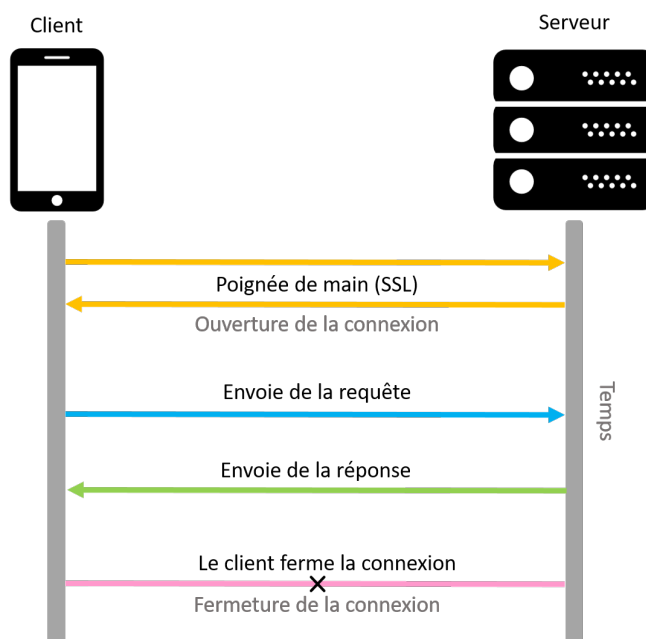 Client
Serveur
Poignée de main (SSL)
Ouverture de la connexion
Envoie de la requête
Temps
Envoie de la réponse
Le client ferme la connexion
Fermeture de la connexion